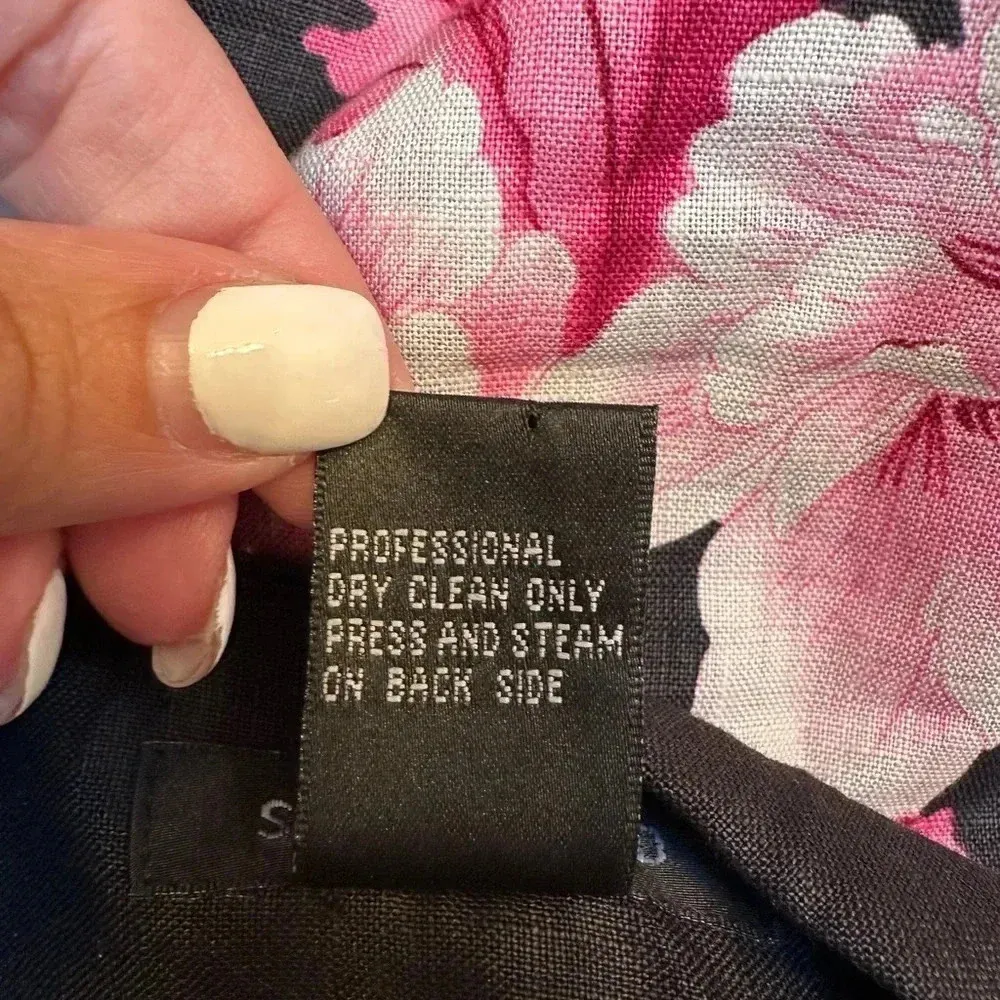 PROFESSIONAL
DRY CLEAN ONLY
PRESS AND STEAM
ON BACK SIDE
S